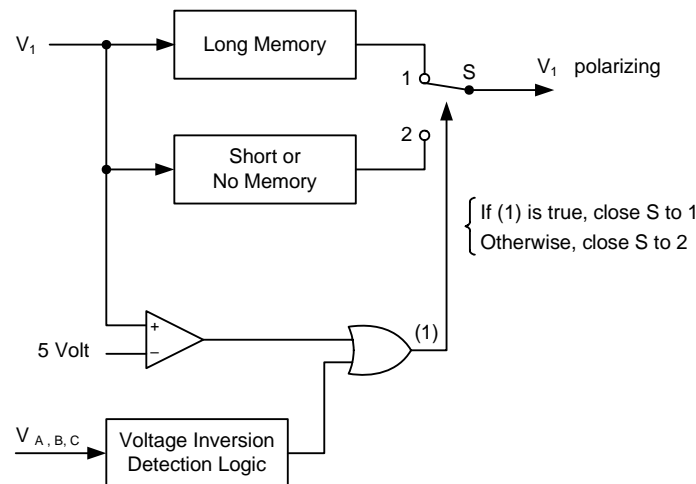 V1
Long Memory
1
S
V1 polarizing
2
Short or
No Memory
If (1) is true, close S to 1
Otherwise, close S to 2
+
5 Volt
−
(1)
V A, B, C
Voltage Inversion
Detection Logic